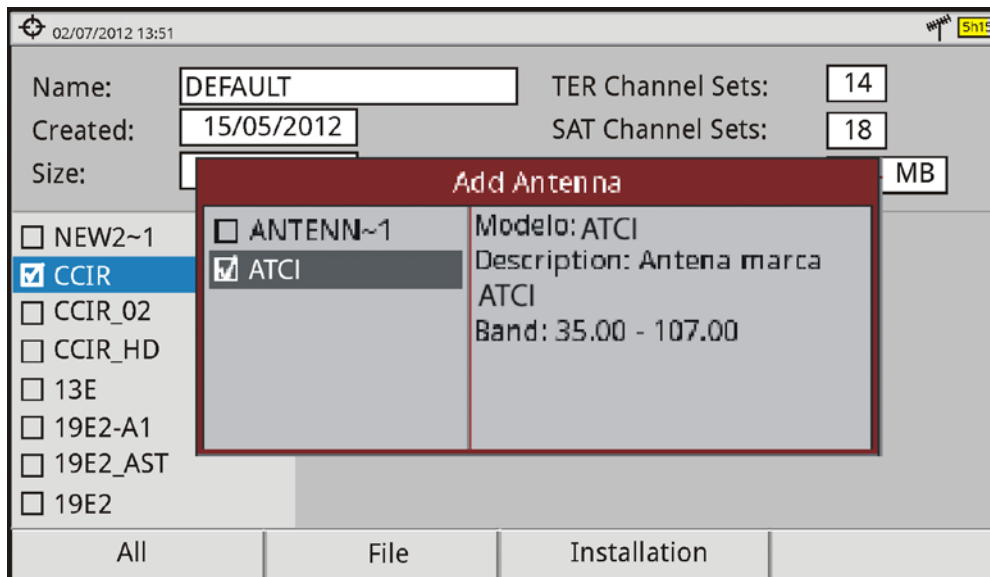 02/07/2012 13:51
5h15
Name: DEFAULT TER Channel Sets: 14
Created: 15/05/2012 SAT Channel Sets: 18
Size: MB
Add Antenna
ANTENN~1
ATCI
Modelo: ATCI
Description: Antena marca
ATCI
Band: 35.00 - 107.00
NEW2~1
CCIR
CCIR_02
CCIR_HD
13E
19E2-A1
19E2_AST
19E2
All File Installation